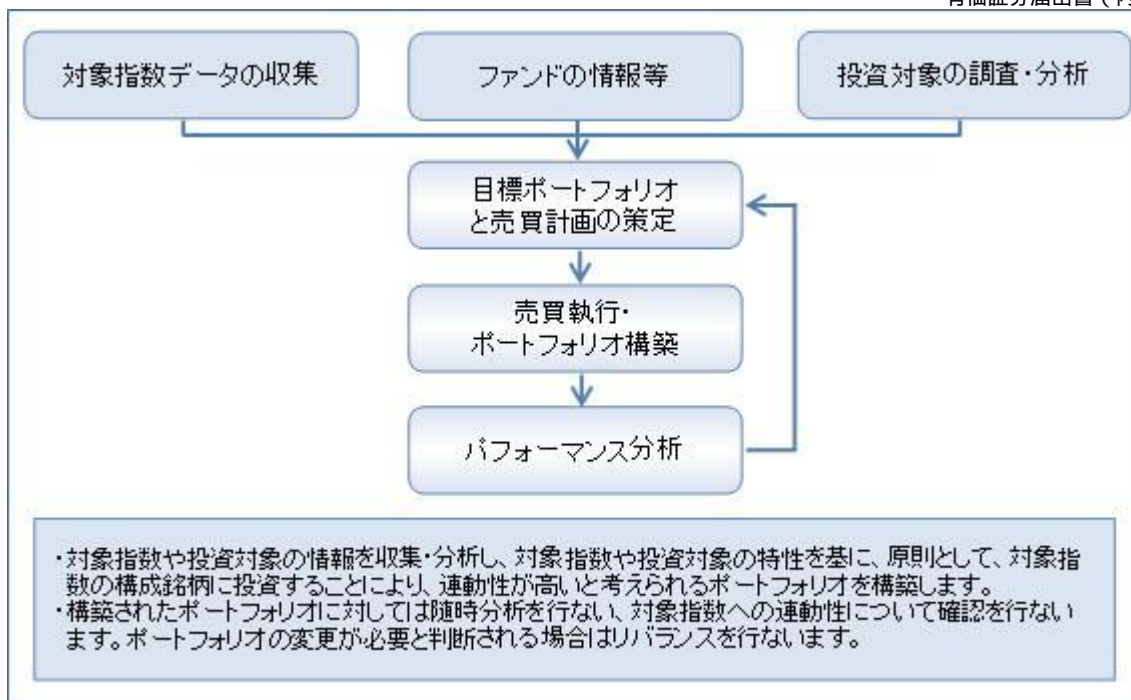 対象指数データの収集
ファンドの情報等
投資対象の調査・分析
目標ポートフォリオ
と売買計画の策定
売買執行・
ポートフォリオ構築
パフォーマンス分析
・対象指数や投資対象の情報を収集・分析し、対象指数や投資対象の特性を基に、原則として、対象指
数の構成銘柄に投資することにより、連動性が高いと考えられるポートフォリオを構築します。
・構築されたポートフォリオに対しては随時分析を行ない、対象指数への連動性について確認を行ない
ます。ポートフォリオの変更が必要と判断される場合はリバランスを行ないます。